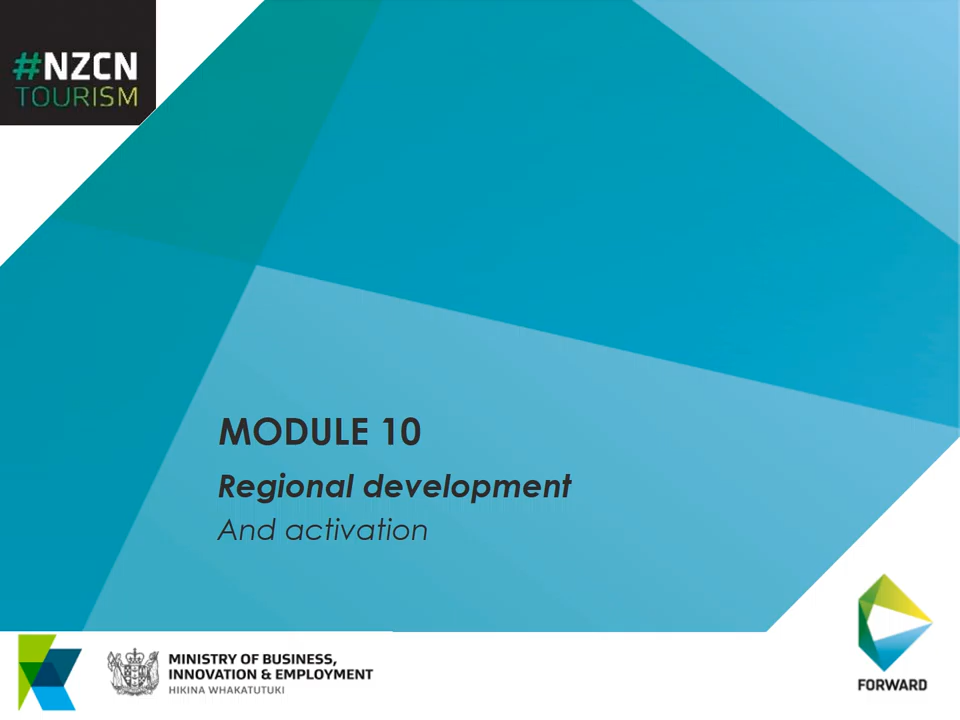 #NZCN
TOURISM
MODULE 10
Regional development
And activation
MINISTRY OF BUSINESS,
INNOVATION & EMPLOYMENT
HIKINA WHAKATUTUKI
FORWARD